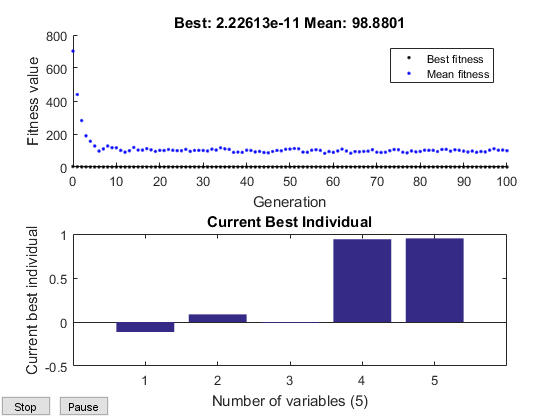 Best: 2.22613e-11 Mean: 98.8801
800
600
400
200
0
Fitness value
Best fitness
Mean fitness
0 10 20 30 40 50 60 70 80 90 100
Generation
Current Best Individual
1
0.5
0
-0.5
Current best individual
1 2 3 4 5
Number of variables (5)
Stop Pause